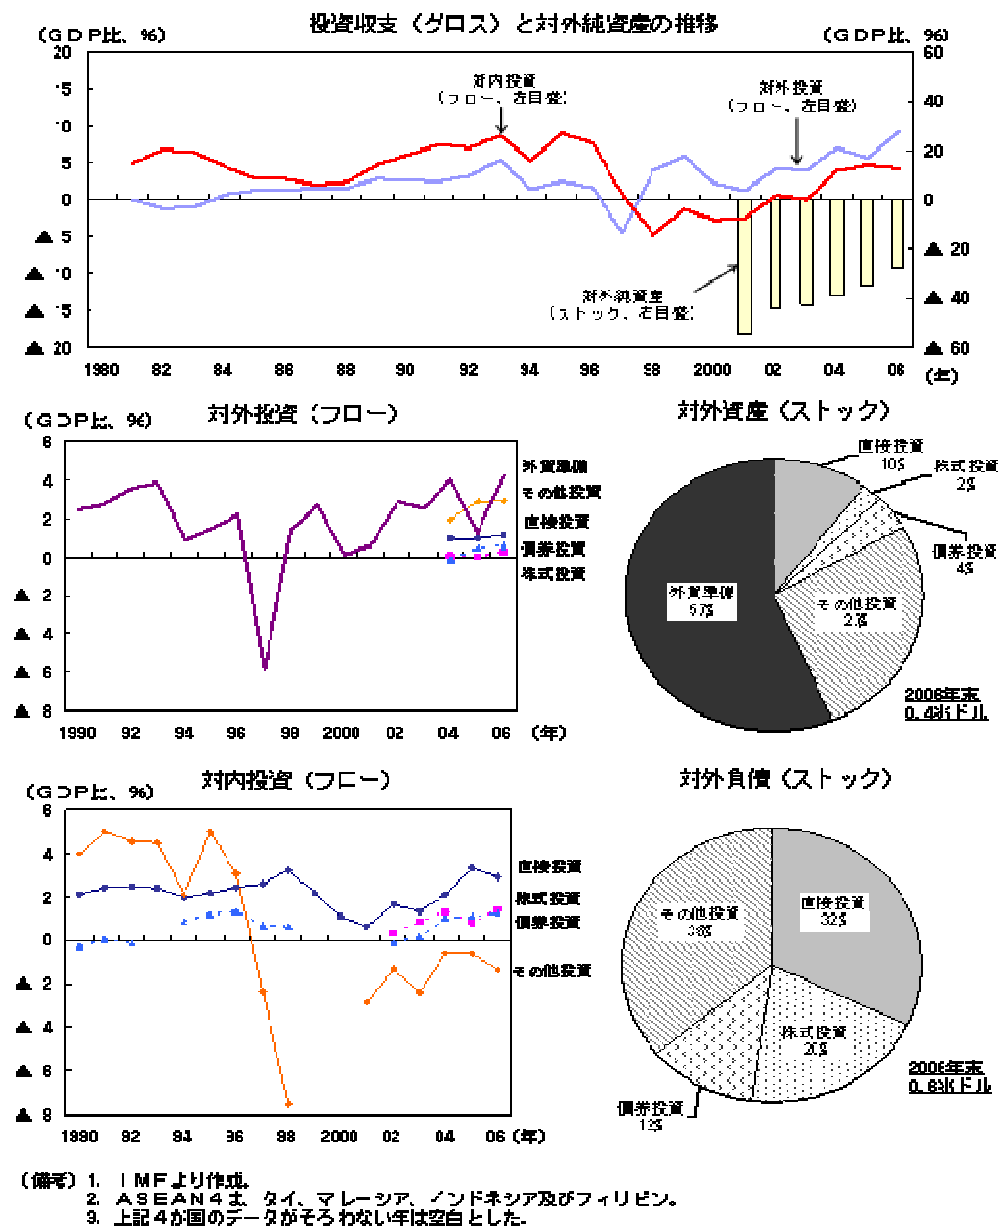 投資収支（グロス）と対外純資産の推移
（ＧＤＰ比、％）
（ＧＤＰ比、％）
20
15
10
5
0
▲ 5
▲ 10
▲ 15
▲ 20
60
40
20
0
▲ 20
▲ 40
▲ 60
対内投資
（フロー、左目盛）
対外投資
（フロー、左目盛）
対外純資産
（ストック、右目盛）
1980 82 84 86 88 90 92 94 96 98 2000 02 04 06
（年）
対外投資（フロー）
（ＧＤＰ比、％）
6
4
2
0
▲ 2
▲ 4
▲ 6
▲ 8
外貨準備
その他投資
直接投資
債券投資
株式投資
1990 92 94 96 98 2000 02 04 06 （年）
対外資産（ストック）
直接投資
10%
株式投資
2%
債券投資
4%
その他投資
27%
外貨準備
57%
2006年末
0.4兆ドル
対内投資（フロー）
（ＧＤＰ比、％）
6
4
2
0
▲ 2
▲ 4
▲ 6
▲ 8
直接投資
株式投資
債券投資
その他投資
1990 92 94 96 98 2000 02 04 06 （年）
対外負債（ストック）
直接投資
32%
株式投資
20%
債券投資
12%
その他投資
36%
2006年末
（備考）1. ＩＭＦより作成。
2. ＡＳＥＡＮ４は、タイ、マレーシア、インドネシア及びフィリピン。
3. 上記４か国のデータがそろわない年は空白とした。